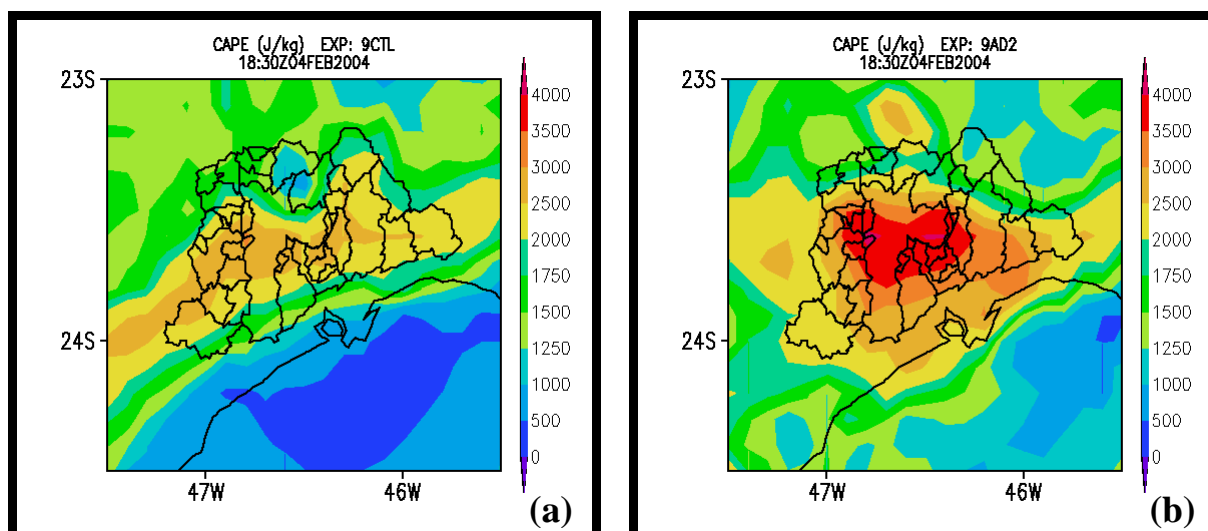 CAPE (J/kg) EXP: 9CTL
18:30Z04FEB2004
23S
24S
47W
46W
4000
3500
3000
2500
2000
1750
1500
1250
1000
500
0
(a)
CAPE (J/kg) EXP: 9AD2
18:30Z04FEB2004
23S
24S
47W
46W
4000
3500
3000
2500
2000
1750
1500
1250
1000
500
0
(b)